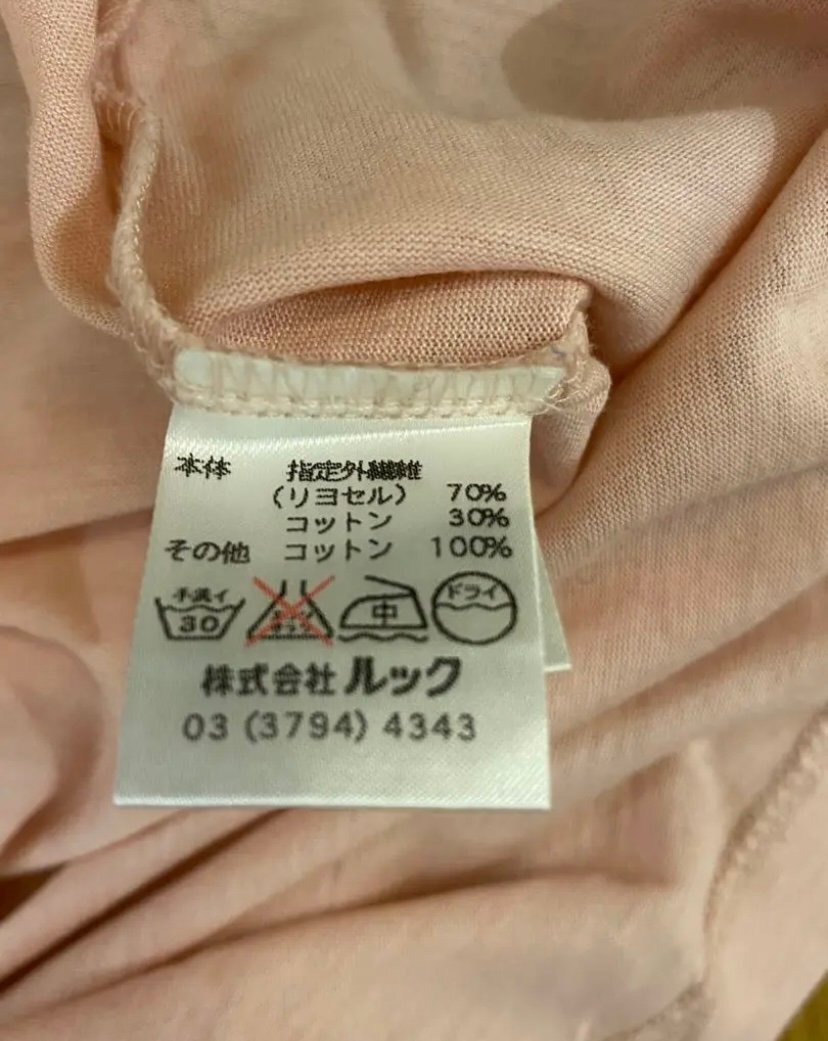 本体 指定外繊維
(リヨセル) 70%
コットン 30%
その他 コットン 100%
手洗イ 30 中 ドライ
株式会社 ルック
03 (3794) 4343